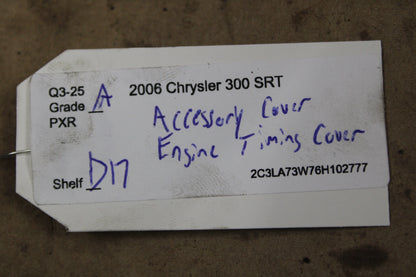 Q3-25 2006 Chrysler 300 SRT
Grade A
PXR
Accessory Cover
Engine Timing Cover
Shelf D17
2C3LA73W76H102777